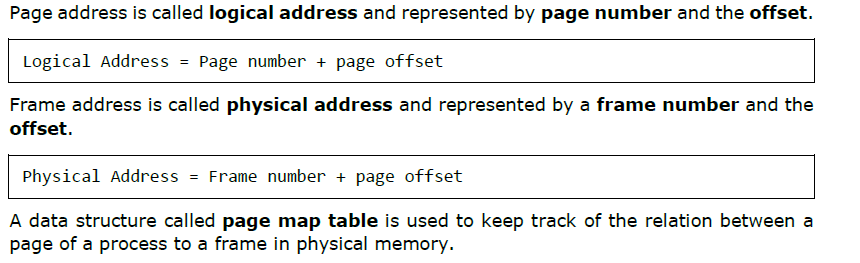 Page address is called logical address and represented by page number and the offset.
Logical Address = Page number + page offset
Frame address is called physical address and represented by a frame number and the
offset.
Physical Address = Frame number + page offset
A data structure called page map table is used to keep track of the relation between a
page of a process to a frame in physical memory.